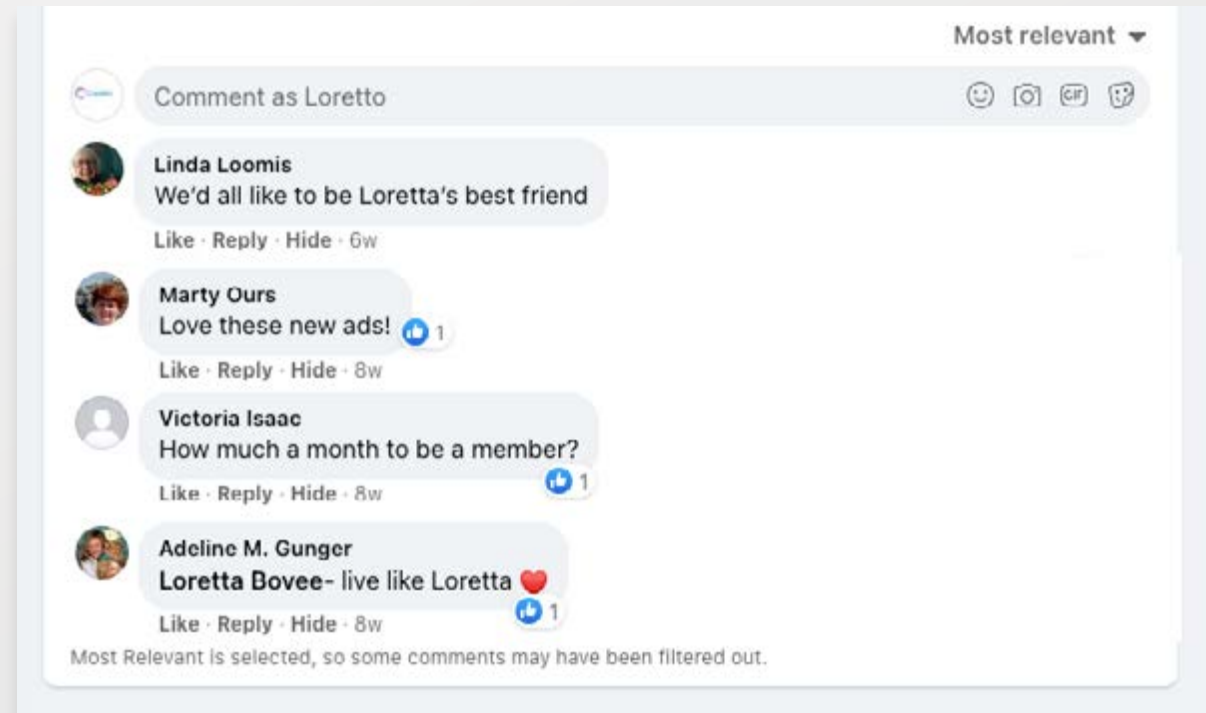 Most relevant
Comment as Loretto
GIF
Linda Loomis
We'd all like to be Loretta's best friend
Like · Reply · Hide · 6w
Marty Ours
Love these new ads!
1
Like · Reply · Hide · 8w
Victoria Isaac
How much a month to be a member?
1
Like · Reply · Hide · 8w
Adeline M. Gunger
Loretta Bovee- live like Loretta ❤️
1
Like · Reply · Hide · 8w
Most Relevant is selected, so some comments may have been filtered out.